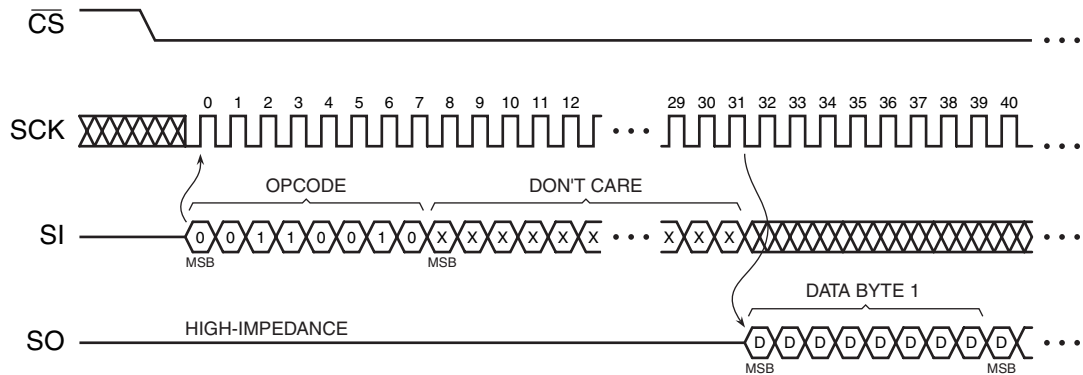 CS
0 1 2 3 4 5 6 7 8 9 10 11 12 29 30 31 32 33 34 35 36 37 38 39 40
SCK
OPCODE DON'T CARE
SI 0 0 1 1 0 0 1 0 X X X X X X X X X
MSB MSB
DATA BYTE 1
HIGH-IMPEDANCE
SO D D D D D D D D D
MSB MSB